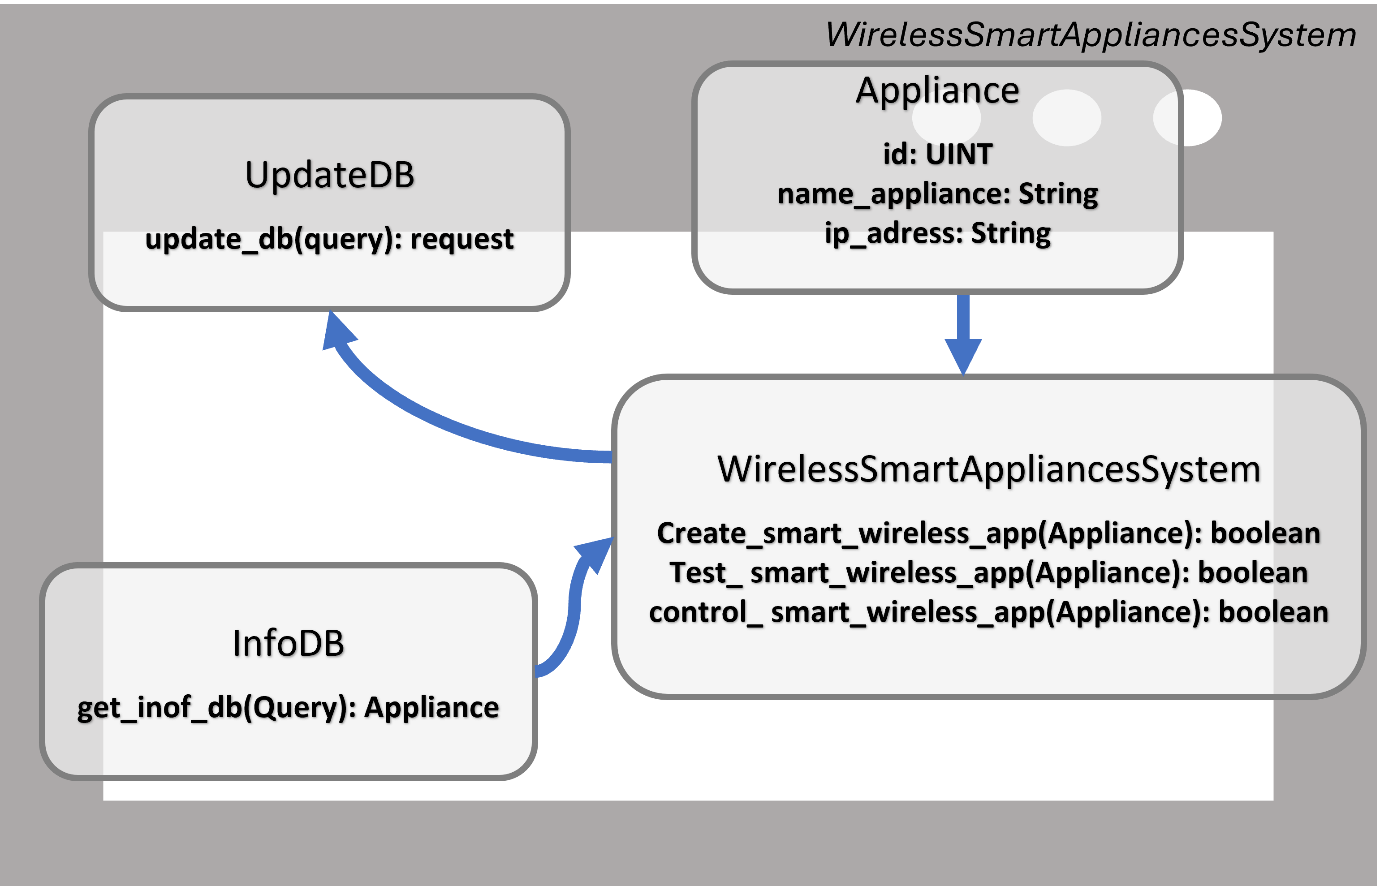 WirelessSmartAppliancesSystem
Appliance
id: UINT
name_appliance: String
ip_adress: String
UpdateDB
update_db(query): request
WirelessSmartAppliancesSystem
Create_smart_wireless_app(Appliance): boolean
Test_ smart_wireless_app(Appliance): boolean
control_ smart_wireless_app(Appliance): boolean
InfoDB
get_inof_db(Query): Appliance